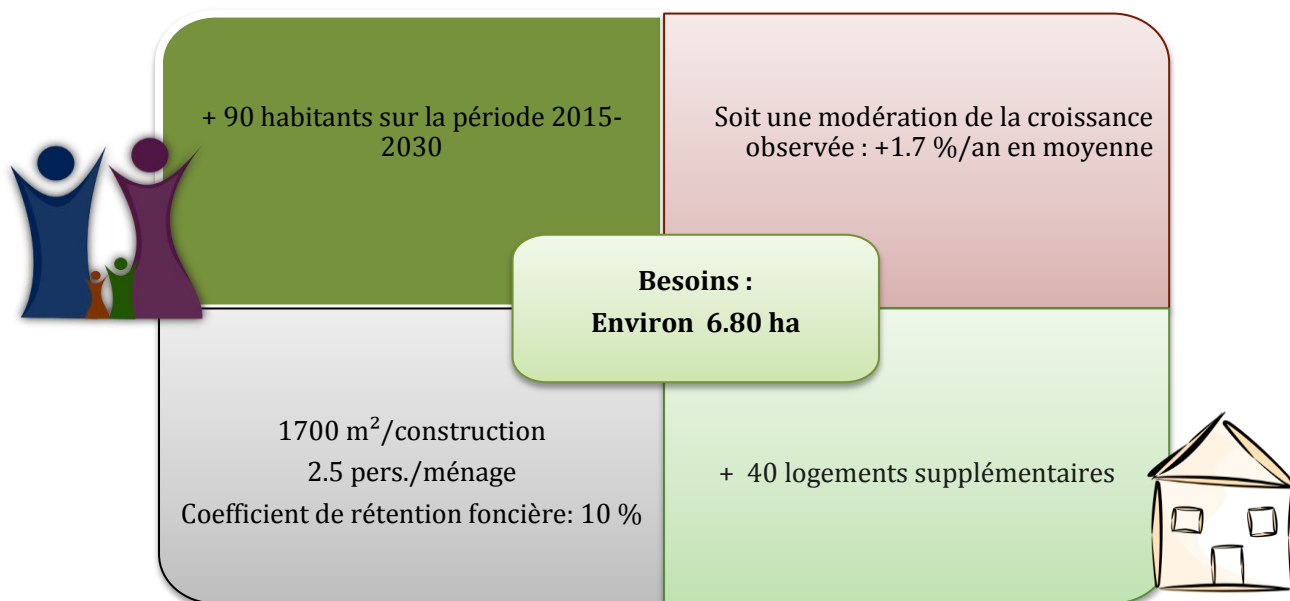 + 90 habitants sur la période 2015-
2030
Soit une modération de la croissance
observée : +1.7 %/an en moyenne
Besoins :
Environ 6.80 ha
1700 m²/construction
2.5 pers./ménage
Coefficient de rétention foncière: 10 %
+ 40 logements supplémentaires